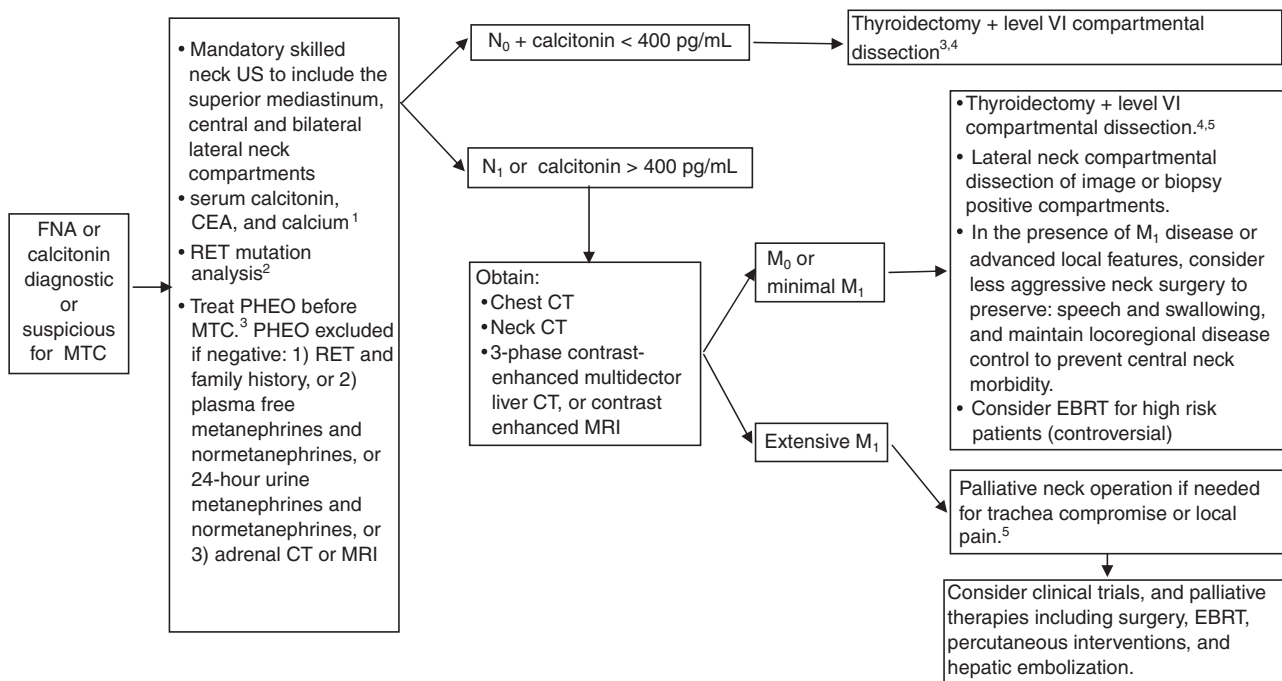 FNA or
calcitonin
diagnostic
or
suspicious
for MTC
• Mandatory skilled
neck US to include the
superior mediastinum,
central and bilateral
lateral neck
compartments
• serum calcitonin,
CEA, and calcium1
• RET mutation
analysis2
• Treat PHEO before
MTC.3 PHEO excluded
if negative: 1) RET and
family history, or 2)
plasma free
metanephrines and
normetanephrines, or
24-hour urine
metanephrines and
normetanephrines, or
3) adrenal CT or MRI
N0 + calcitonin < 400 pg/mL
Thyroidectomy + level VI compartmental
dissection3,4
N1 or calcitonin > 400 pg/mL
Obtain:
• Chest CT
• Neck CT
• 3-phase contrast-
enhanced multidector
liver CT, or contrast
enhanced MRI
M0 or
minimal M1
• Thyroidectomy + level VI
compartmental dissection.4,5
• Lateral neck compartmental
dissection of image or biopsy
positive compartments.
• In the presence of M1 disease or
advanced local features, consider
less aggressive neck surgery to
preserve: speech and swallowing,
and maintain locoregional disease
control to prevent central neck
morbidity.
• Consider EBRT for high risk
patients (controversial)
Extensive M1
Palliative neck operation if needed
for trachea compromise or local
pain.5
Consider clinical trials, and palliative
therapies including surgery, EBRT,
percutaneous interventions, and
hepatic embolization.